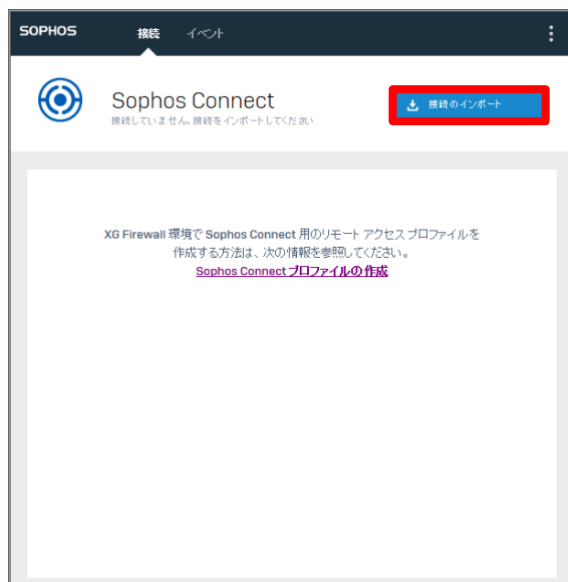 SOPHOS 接続 イベント
Sophos Connect
接続していません。接続をインポートしてください
接続のインポート
XG Firewall 環境で Sophos Connect 用のリモート アクセス プロファイルを
作成する方法は、次の情報を参照してください。
Sophos Connect プロファイルの作成